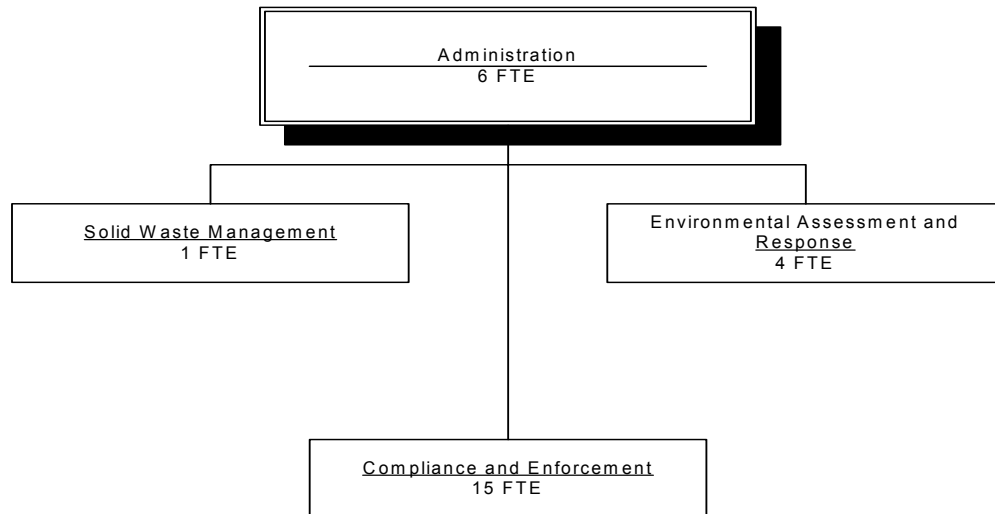 Administration
6 FTE
Solid Waste Management
1 FTE
Environmental Assessment and
Response
4 FTE
Compliance and Enforcement
15 FTE